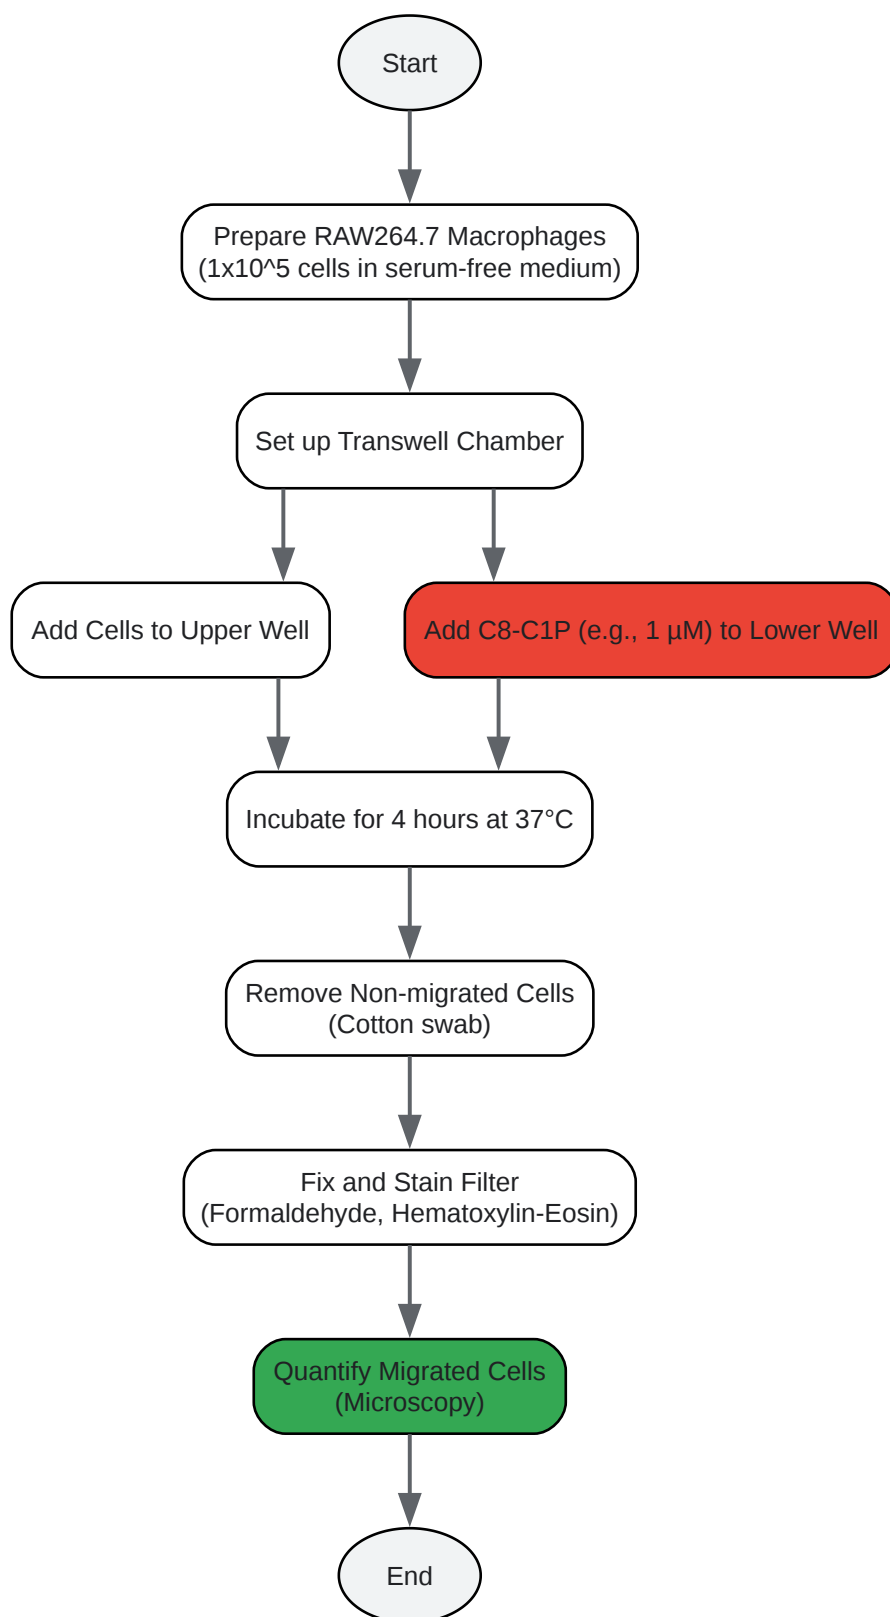 Start
Prepare RAW264.7 Macrophages
(1x10^5 cells in serum-free medium)
Set up Transwell Chamber
Add Cells to Upper Well
Add C8-C1P (e.g., 1 µM) to Lower Well
Incubate for 4 hours at 37°C
Remove Non-migrated Cells
(Cotton swab)
Fix and Stain Filter
(Formaldehyde, Hematoxylin-Eosin)
Quantify Migrated Cells
(Microscopy)
End